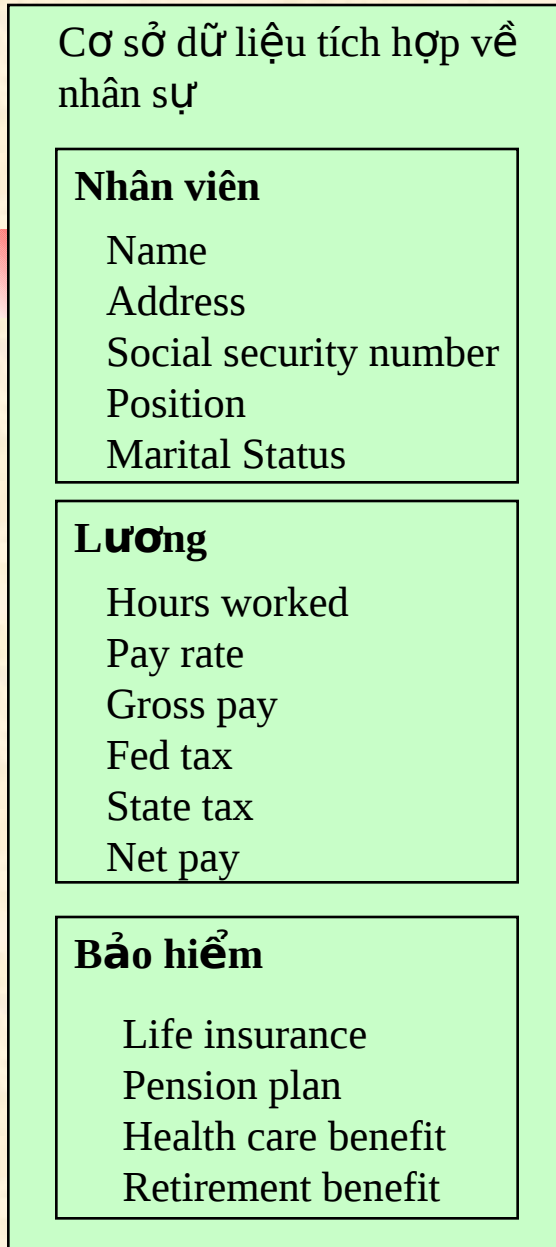 Cơ sở dữ liệu tích hợp về
nhân sự
Nhân viên
Name
Address
Social security number
Position
Marital Status
Lương
Hours worked
Pay rate
Gross pay
Fed tax
State tax
Net pay
Bảo hiểm
Life insurance
Pension plan
Health care benefit
Retirement benefit